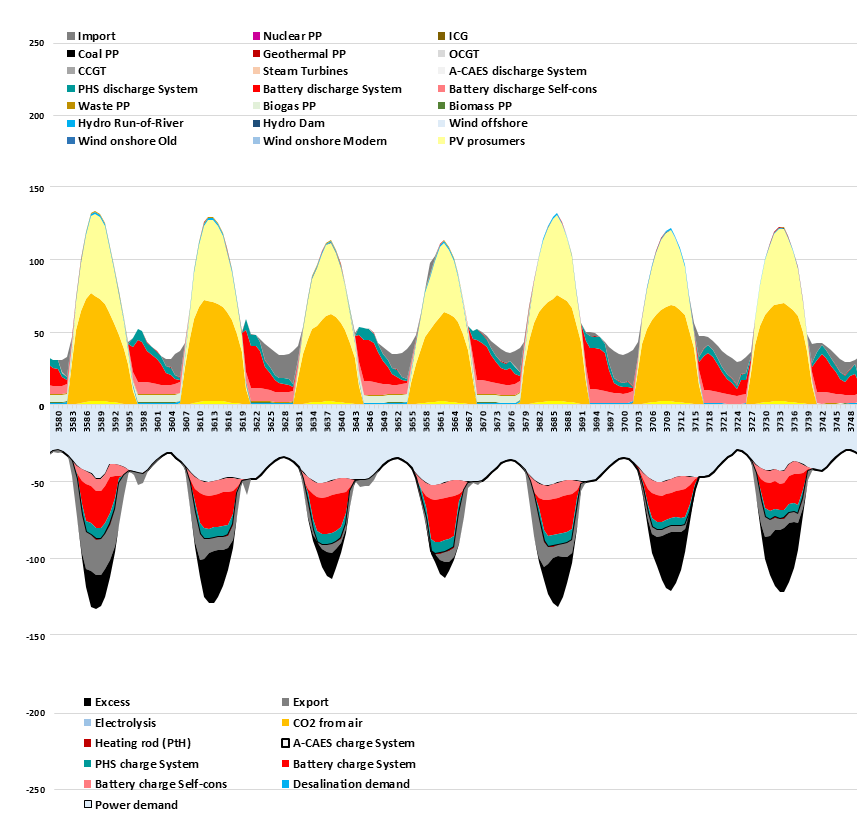 Import Nuclear PP ICG
250
Coal PP Geothermal PP OCGT
CCGT Steam Turbines A-CAES discharge System
PHS discharge System Battery discharge System Battery discharge Self-cons
Waste PP Biogas PP Biomass PP
200
Hydro Run-of-River Hydro Dam Wind offshore
Wind onshore Old Wind onshore Modern PV prosumers
150
100
50
0
3580 3583 3586 3589 3592 3595 3598 3601 3604 3607 3610 3613 3616 3619 3622 3625 3628 3631 3634 3637 3640 3643 3646 3649 3652 3655 3658 3661 3664 3667 3670 3673 3676 3679 3682 3685 3688 3691 3694 3697 3700 3703 3706 3709 3712 3715 3718 3721 3724 3727 3730 3733 3736 3739 3742 3745 3748
-50
-100
-150
Excess Export
-200
Electrolysis CO2 from air
Heating rod (PtH) A-CAES charge System
PHS charge System Battery charge System
Battery charge Self-cons Desalination demand
-250
Power demand